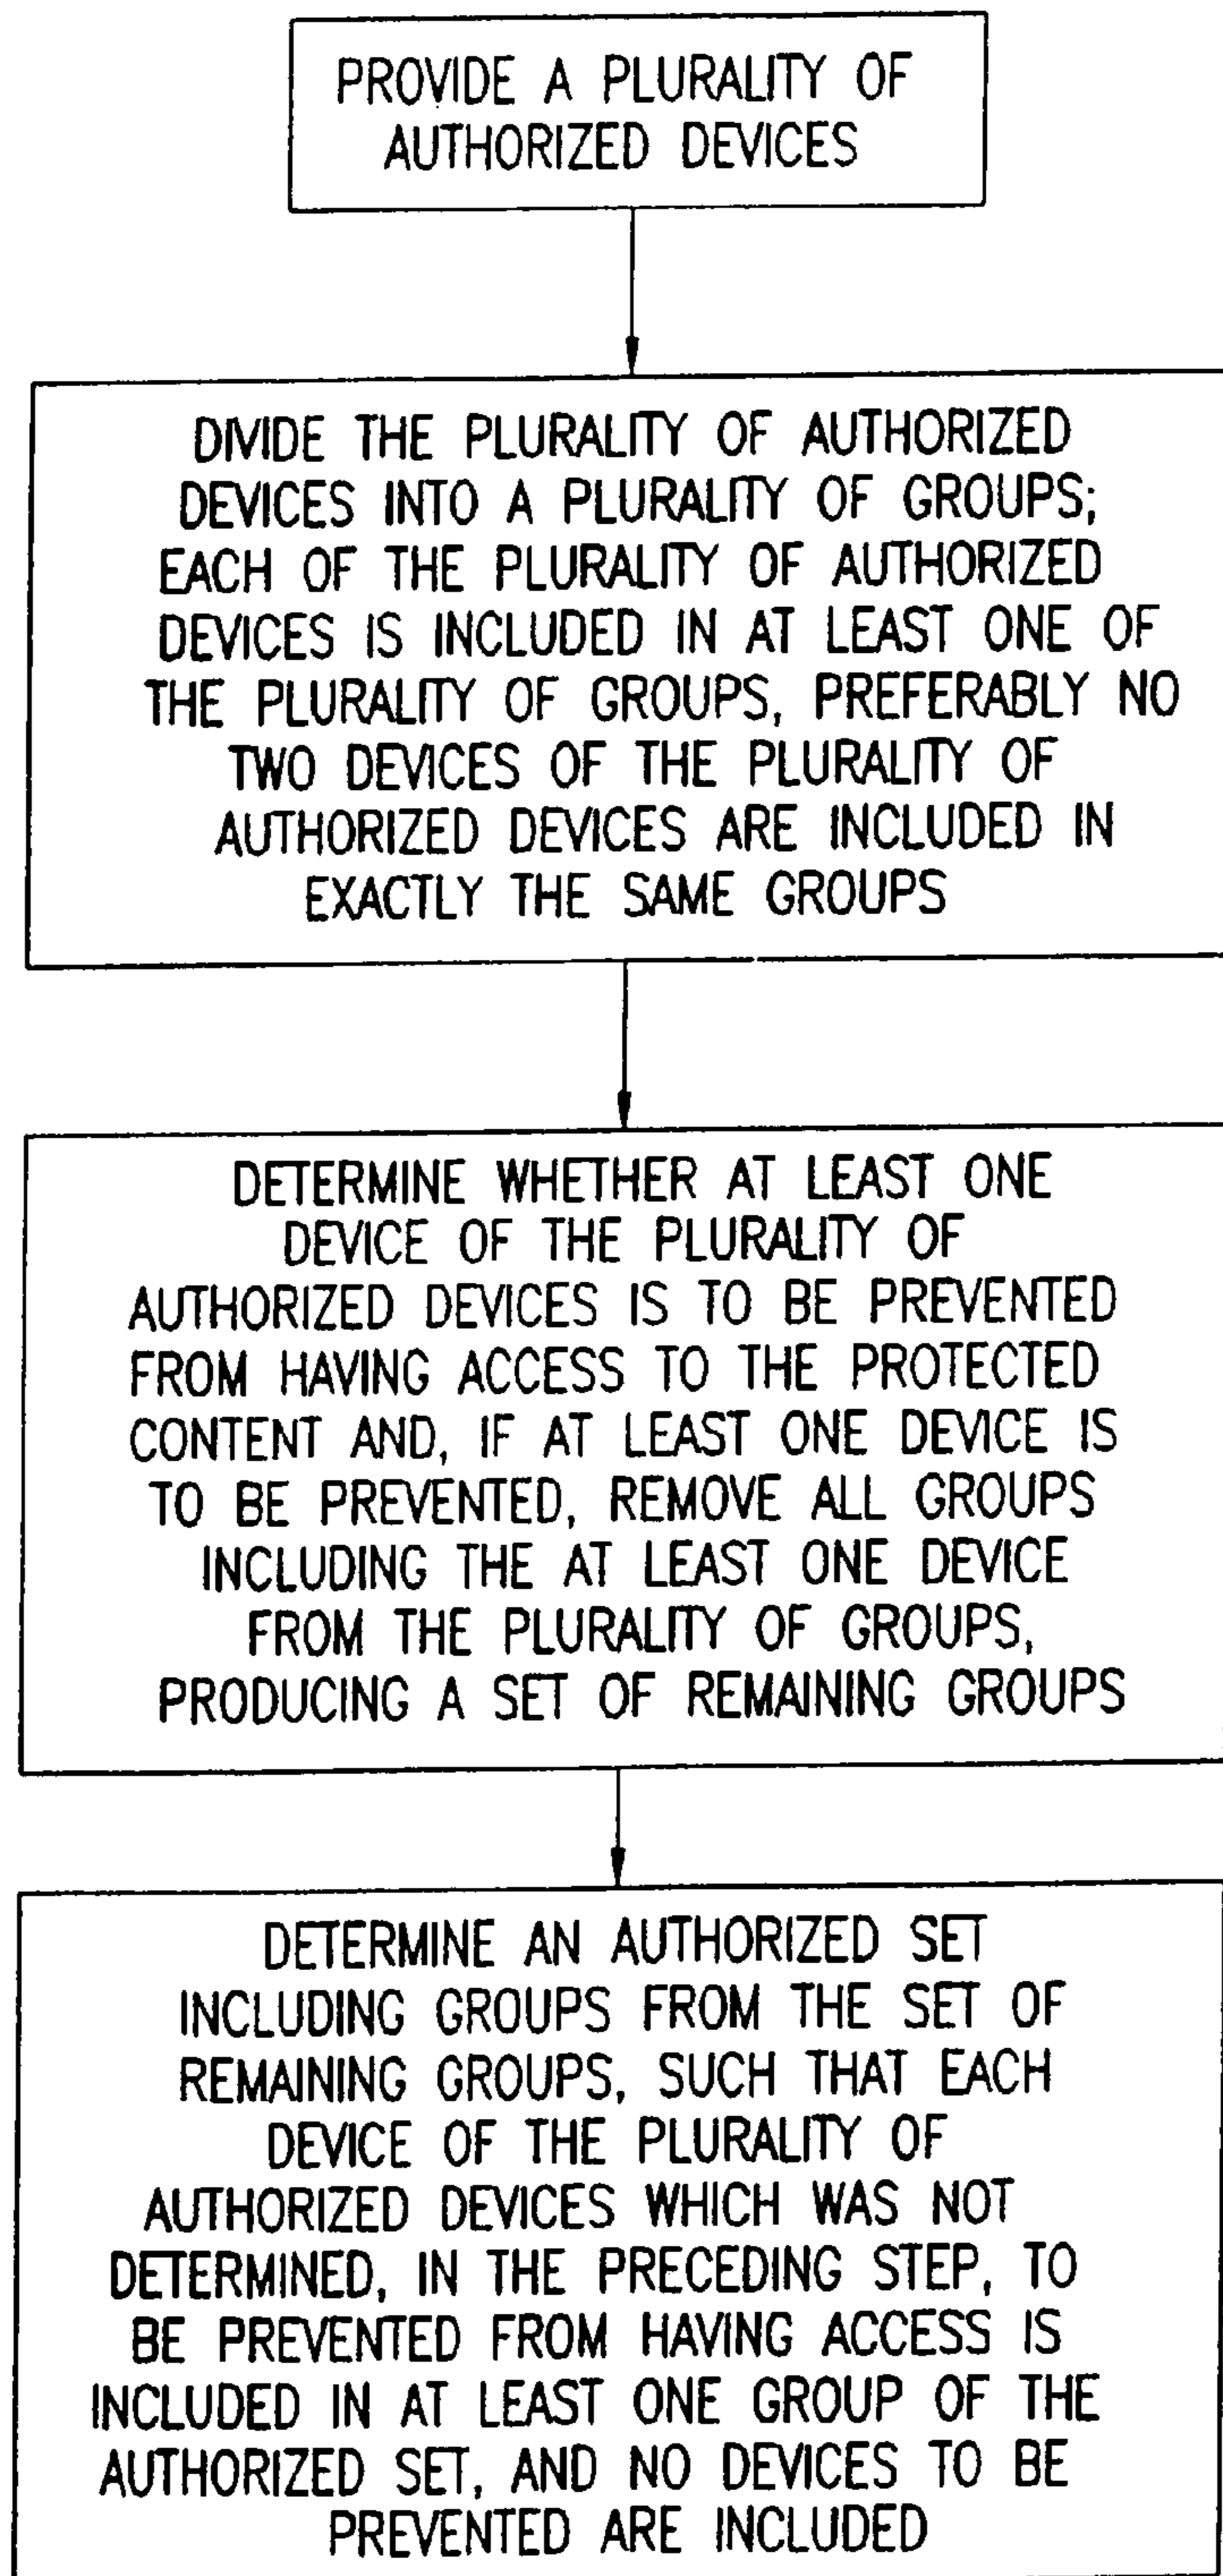 PROVIDE A PLURALITY OF
AUTHORIZED DEVICES
DIVIDE THE PLURALITY OF AUTHORIZED
DEVICES INTO A PLURALITY OF GROUPS;
EACH OF THE PLURALITY OF AUTHORIZED
DEVICES IS INCLUDED IN AT LEAST ONE OF
THE PLURALITY OF GROUPS, PREFERABLY NO
TWO DEVICES OF THE PLURALITY OF
AUTHORIZED DEVICES ARE INCLUDED IN
EXACTLY THE SAME GROUPS
DETERMINE WHETHER AT LEAST ONE
DEVICE OF THE PLURALITY OF
AUTHORIZED DEVICES IS TO BE PREVENTED
FROM HAVING ACCESS TO THE PROTECTED
CONTENT AND, IF AT LEAST ONE DEVICE IS
TO BE PREVENTED, REMOVE ALL GROUPS
INCLUDING THE AT LEAST ONE DEVICE
FROM THE PLURALITY OF GROUPS,
PRODUCING A SET OF REMAINING GROUPS
DETERMINE AN AUTHORIZED SET
INCLUDING GROUPS FROM THE SET OF
REMAINING GROUPS, SUCH THAT EACH
DEVICE OF THE PLURALITY OF
AUTHORIZED DEVICES WHICH WAS NOT
DETERMINED, IN THE PRECEDING STEP, TO
BE PREVENTED FROM HAVING ACCESS IS
INCLUDED IN AT LEAST ONE GROUP OF THE
AUTHORIZED SET, AND NO DEVICES TO BE
PREVENTED ARE INCLUDED